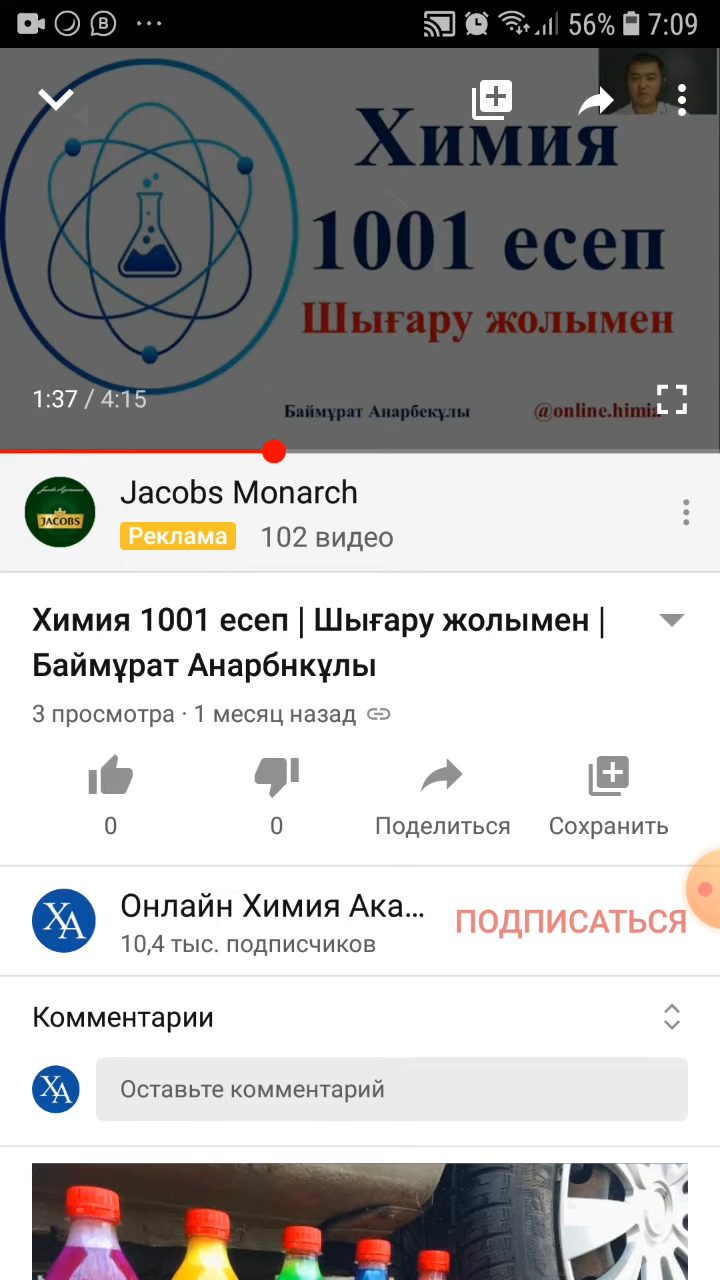 56% 7:09
Химия
1001 есеп
Шығару жолымен
1:37 / 4:15
Баймұрат Анарбекұлы @online.himia
Jacobs Monarch
JACOBS
Реклама 102 видео
Химия 1001 есеп | Шығару жолымен |
Баймұрат Анарбнкұлы
3 просмотра · 1 месяц назад
0 0 Поделиться Сохранить
ХА Онлайн Химия Ака...
10,4 тыс. подписчиков
ПОДПИСАТЬСЯ
Комментарии
ХА Оставьте комментарий